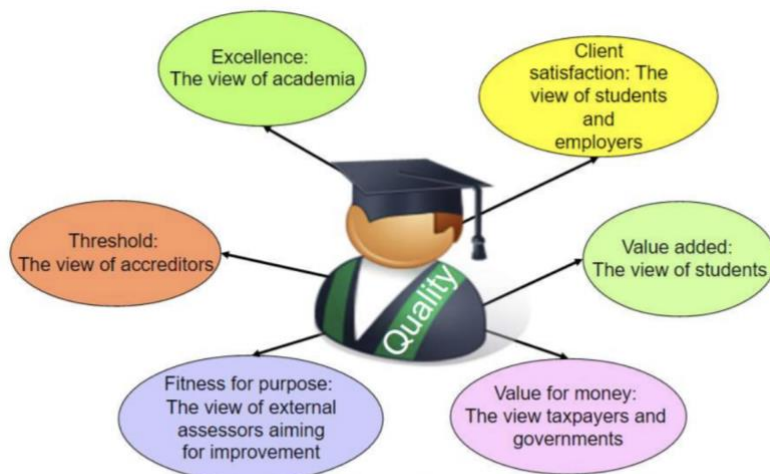 Excellence:
The view of academia
Client
satisfaction: The
view of students
and
employers
Threshold:
The view of accreditors
Value added:
The view of students
Quality
Fitness for purpose:
The view of external
assessors aiming
for improvement
Value for money:
The view taxpayers and
governments